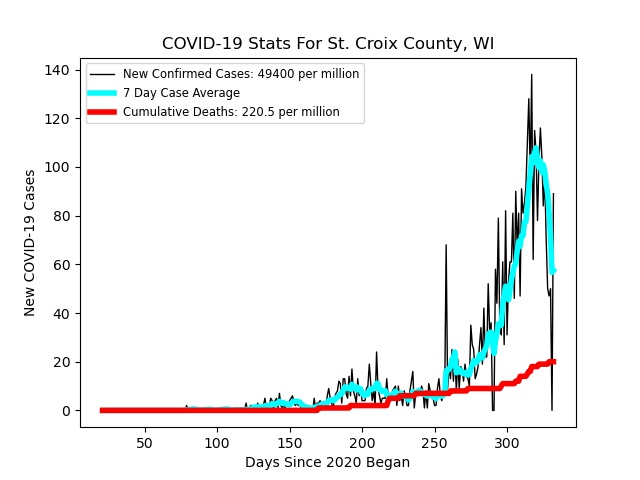 COVID-19 Stats For St. Croix County, WI
New Confirmed Cases: 49400 per million
7 Day Case Average
Cumulative Deaths: 220.5 per million
New COVID-19 Cases
140
120
100
80
60
40
20
0
50 100 150 200 250 300
Days Since 2020 Began